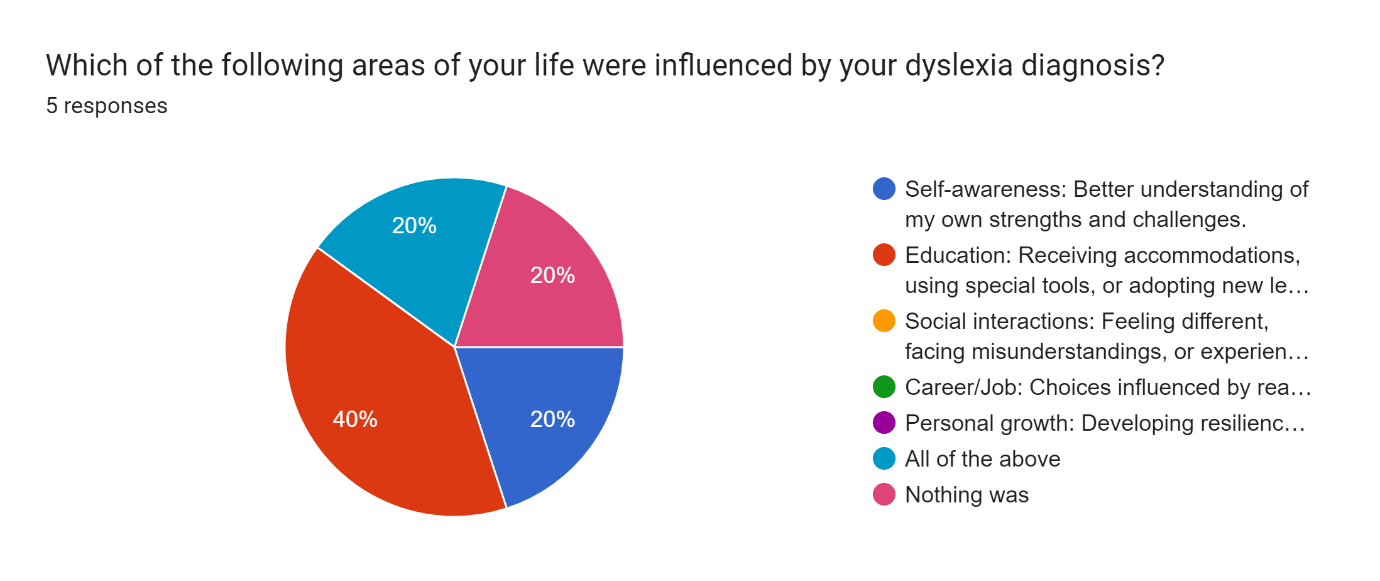 Which of the following areas of your life were influenced by your dyslexia diagnosis?
5 responses
20%
20%
40%
20%
Self-awareness: Better understanding of
my own strengths and challenges.
Education: Receiving accommodations,
using special tools, or adopting new le…
Social interactions: Feeling different,
facing misunderstandings, or experien…
Career/Job: Choices influenced by rea…
Personal growth: Developing resilienc…
All of the above
Nothing was